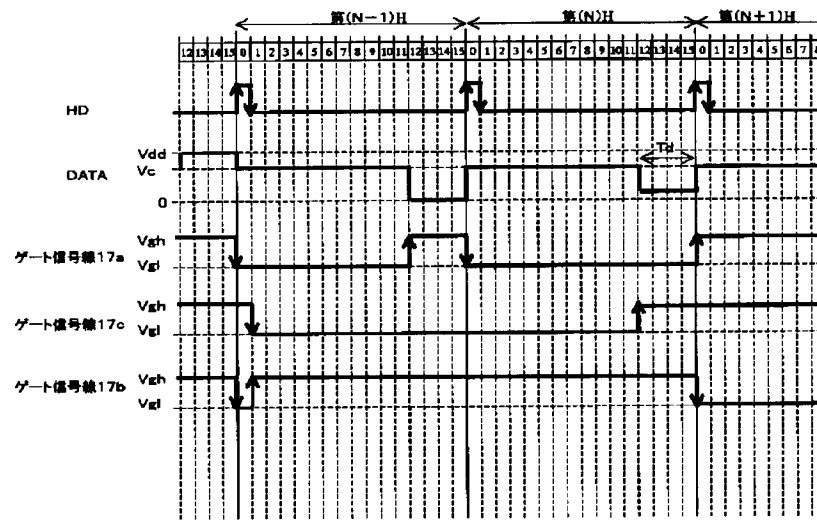 第(N-1)H 第(N)H 第(N+1)H
12 13 14 15 0 1 2 3 4 5 6 7 8 9 10 11 12 13 14 15 0 1 2 3 4 5 6 7 8 9 10 11 12 13 14 15 0 1 2 3 4 5 6 7 8
HD
Vdd
Td
DATA Vc
0
Vgh
ゲート信号線17a
Vgl
Vgh
ゲート信号線17c
Vgl
Vgh
ゲート信号線17b
Vgl